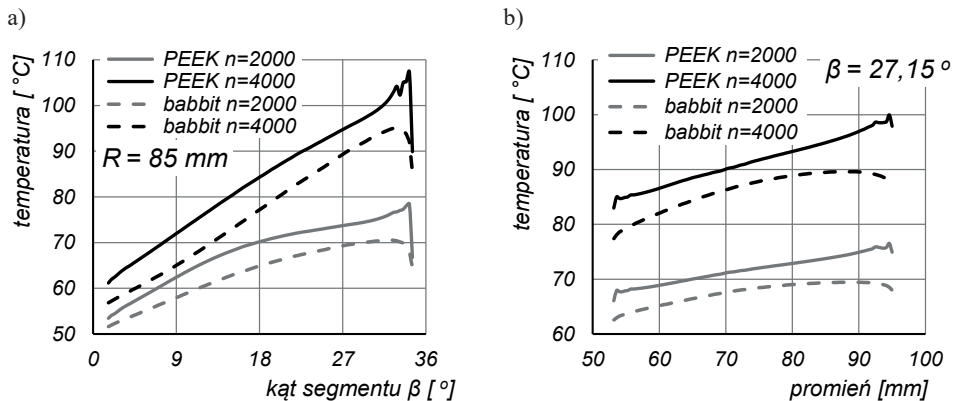 a)
temperatura [ °C]
110
100
90
80
70
60
50
PEEK n=2000
PEEK n=4000
babbit n=2000
babbit n=4000
R = 85 mm
0 9 18 27 36
kąt segmentu β [ °]
b)
temperatura [ °C]
110
100
90
80
70
60
PEEK n=2000
PEEK n=4000
babbit n=2000
babbit n=4000
β = 27,15 °
50 60 70 80 90 100
promień [mm]